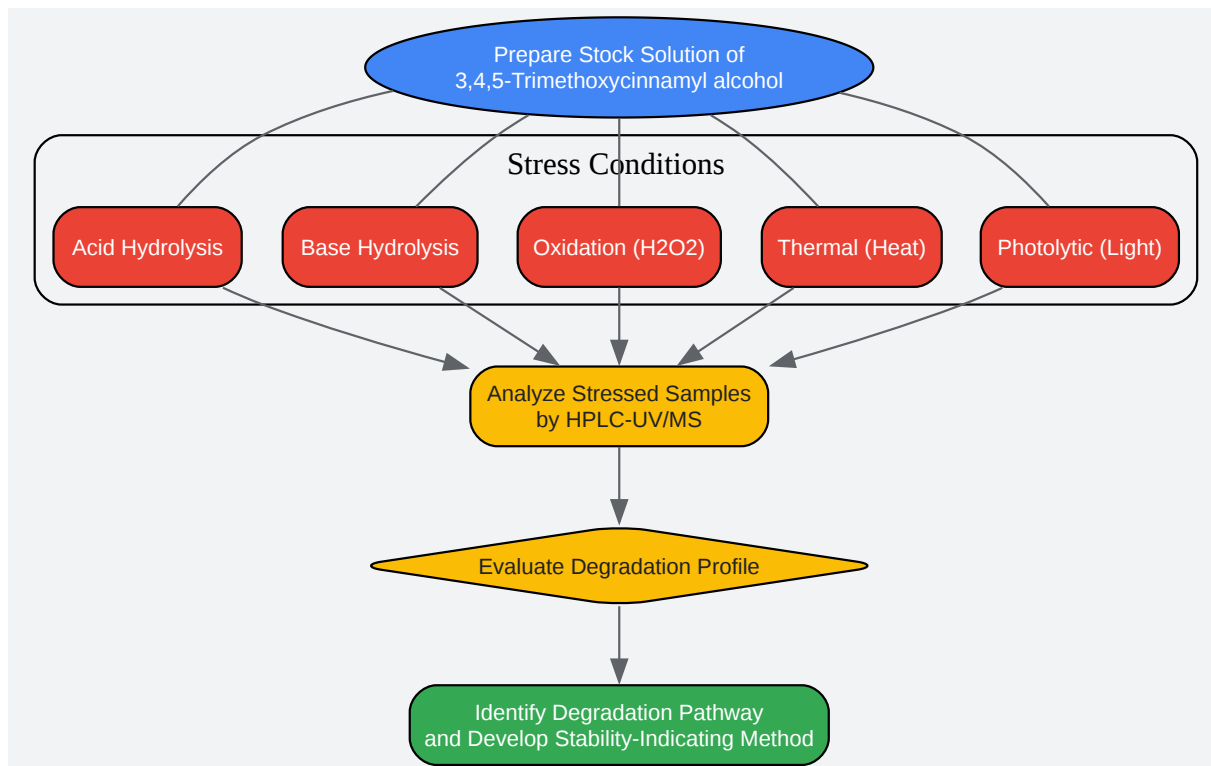 Prepare Stock Solution of
3,4,5-Trimethoxycinnamyl alcohol
Stress Conditions
Acid Hydrolysis
Base Hydrolysis
Oxidation (H2O2)
Thermal (Heat)
Photolytic (Light)
Analyze Stressed Samples
by HPLC-UV/MS
Evaluate Degradation Profile
Identify Degradation Pathway
and Develop Stability-Indicating Method